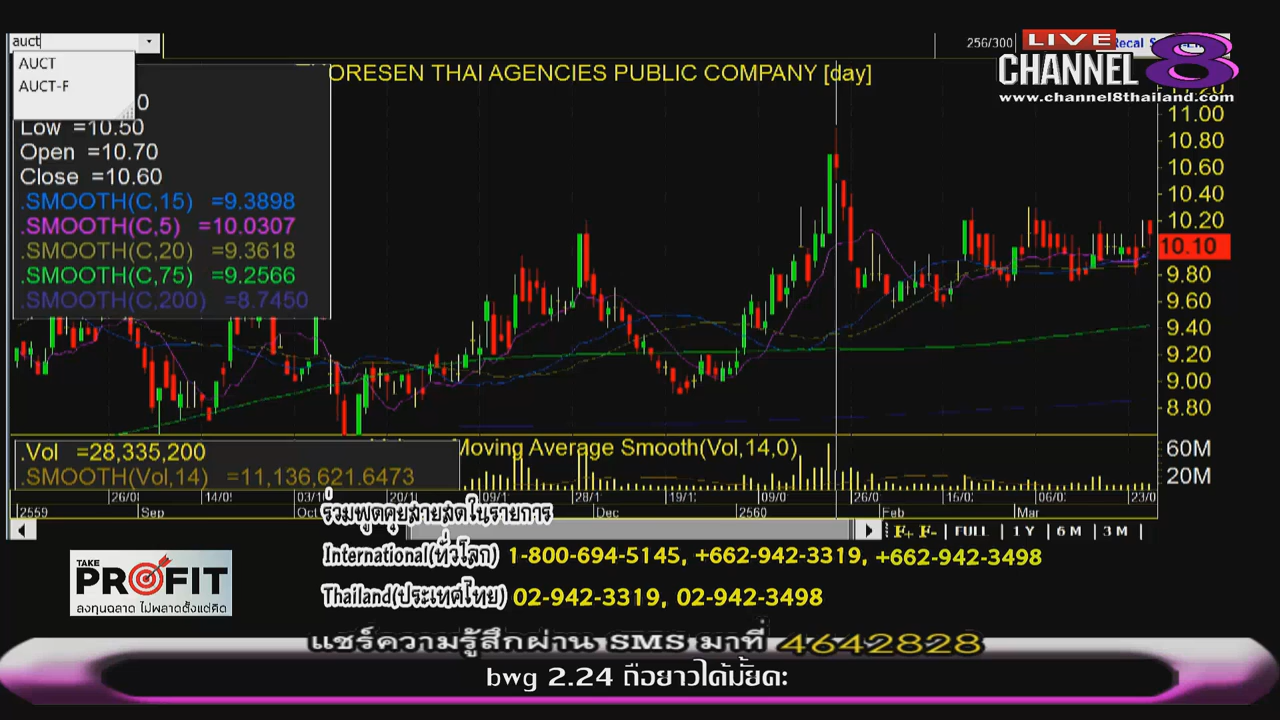 auct
AUCT
AUCT-F
256/300
LIVE
CHANNEL 8
www.channel8thailand.com
THORESEN THAI AGENCIES PUBLIC COMPANY [day]
Low =10.50
Open =10.70
Close =10.60
.SMOOTH(C,15) =9.3898
.SMOOTH(C,5) =10.0307
.SMOOTH(C,20) =9.3618
.SMOOTH(C,75) =9.2566
.SMOOTH(C,200) =8.7450
11.00
10.80
10.60
10.40
10.20
10.10
9.80
9.60
9.40
9.20
9.00
8.80
.Vol =28,335,200
Moving Average Smooth(Vol,14,0)
.SMOOTH(Vol,14) =11,136,621.6473
60M
20M
2559 Sep Oct Dec 2560 Feb Mar
F+ F- FULL 1 Y 6 M 3 M
ร่วมพูดคุยสายสดในรายการ
International(ทั่วโลก) 1-800-694-5145, +662-942-3319, +662-942-3498
Thailand(ประเทศไทย) 02-942-3319, 02-942-3498
TAKE
PROFIT
ลงทุนฉลาด ไม่พลาดตั้งแต่คิด
แชร์ความรู้สึกผ่าน SMS มาที่ 4642828
bwg 2.24 ถือยาวได้มั้ยคะ